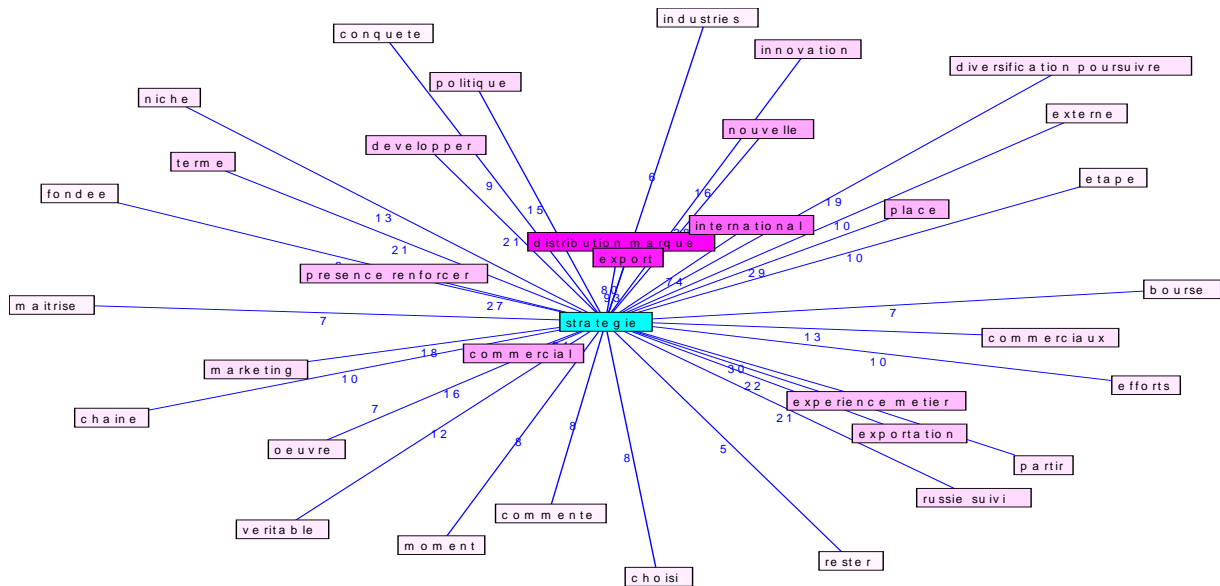 industries
conquete
innovation
diversification poursuivre
politique
niche
externe
nouvelle
developper
terme
etape
fondee
6
16
9
19
place
15
13
international
10
21
distribution marque
21
export
10
presence renforcer
74
29
80
bourse
27
93
maitrise
7
strategie
7
commerciaux
13
commercial
18
marketing
10
10
30
efforts
22
16
experience metier
chaine
7
21
12
exportation
oeuvre
8
8
5
partir
8
russie suivi
commente
veritable
moment
rester
choisi